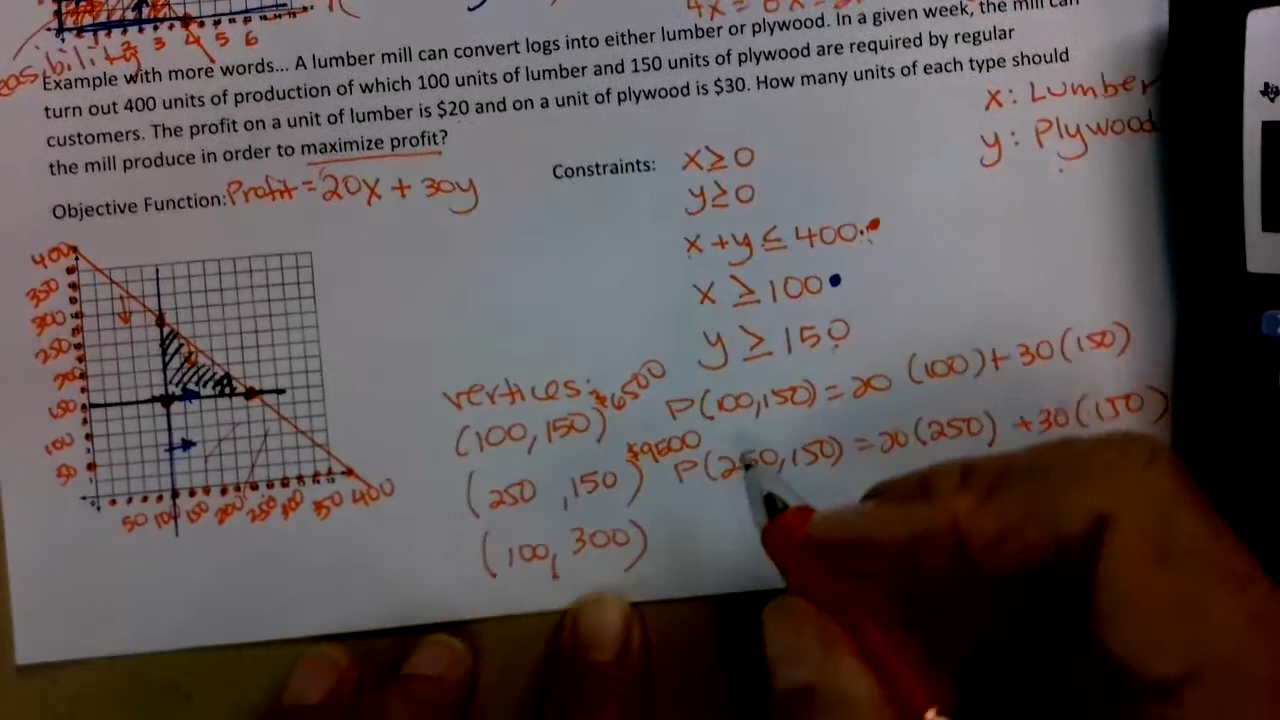 3 4 5 6
4x =
Example with more words... A lumber mill can convert logs into either lumber or plywood. In a given week, the mill can
turn out 400 units of production of which 100 units of lumber and 150 units of plywood are required by regular
customers. The profit on a unit of lumber is $20 and on a unit of plywood is $30. How many units of each type should
the mill produce in order to maximize profit?
x: Lumber
y: Plywood
Objective Function: Profit = 20x + 30y
Constraints: x ≥ 0
y ≥ 0
x + y ≤ 400
x ≥ 100
y ≥ 150
400
350
300
250
200
150
100
50
50 100 150 200 250 300 350 400
vertices:
(100, 150) $6500 P(100,150) = 20 (100) + 30 (150)
(250, 150) $9500 P(250,150) = 20 (250) + 30 (150)
(100, 300)